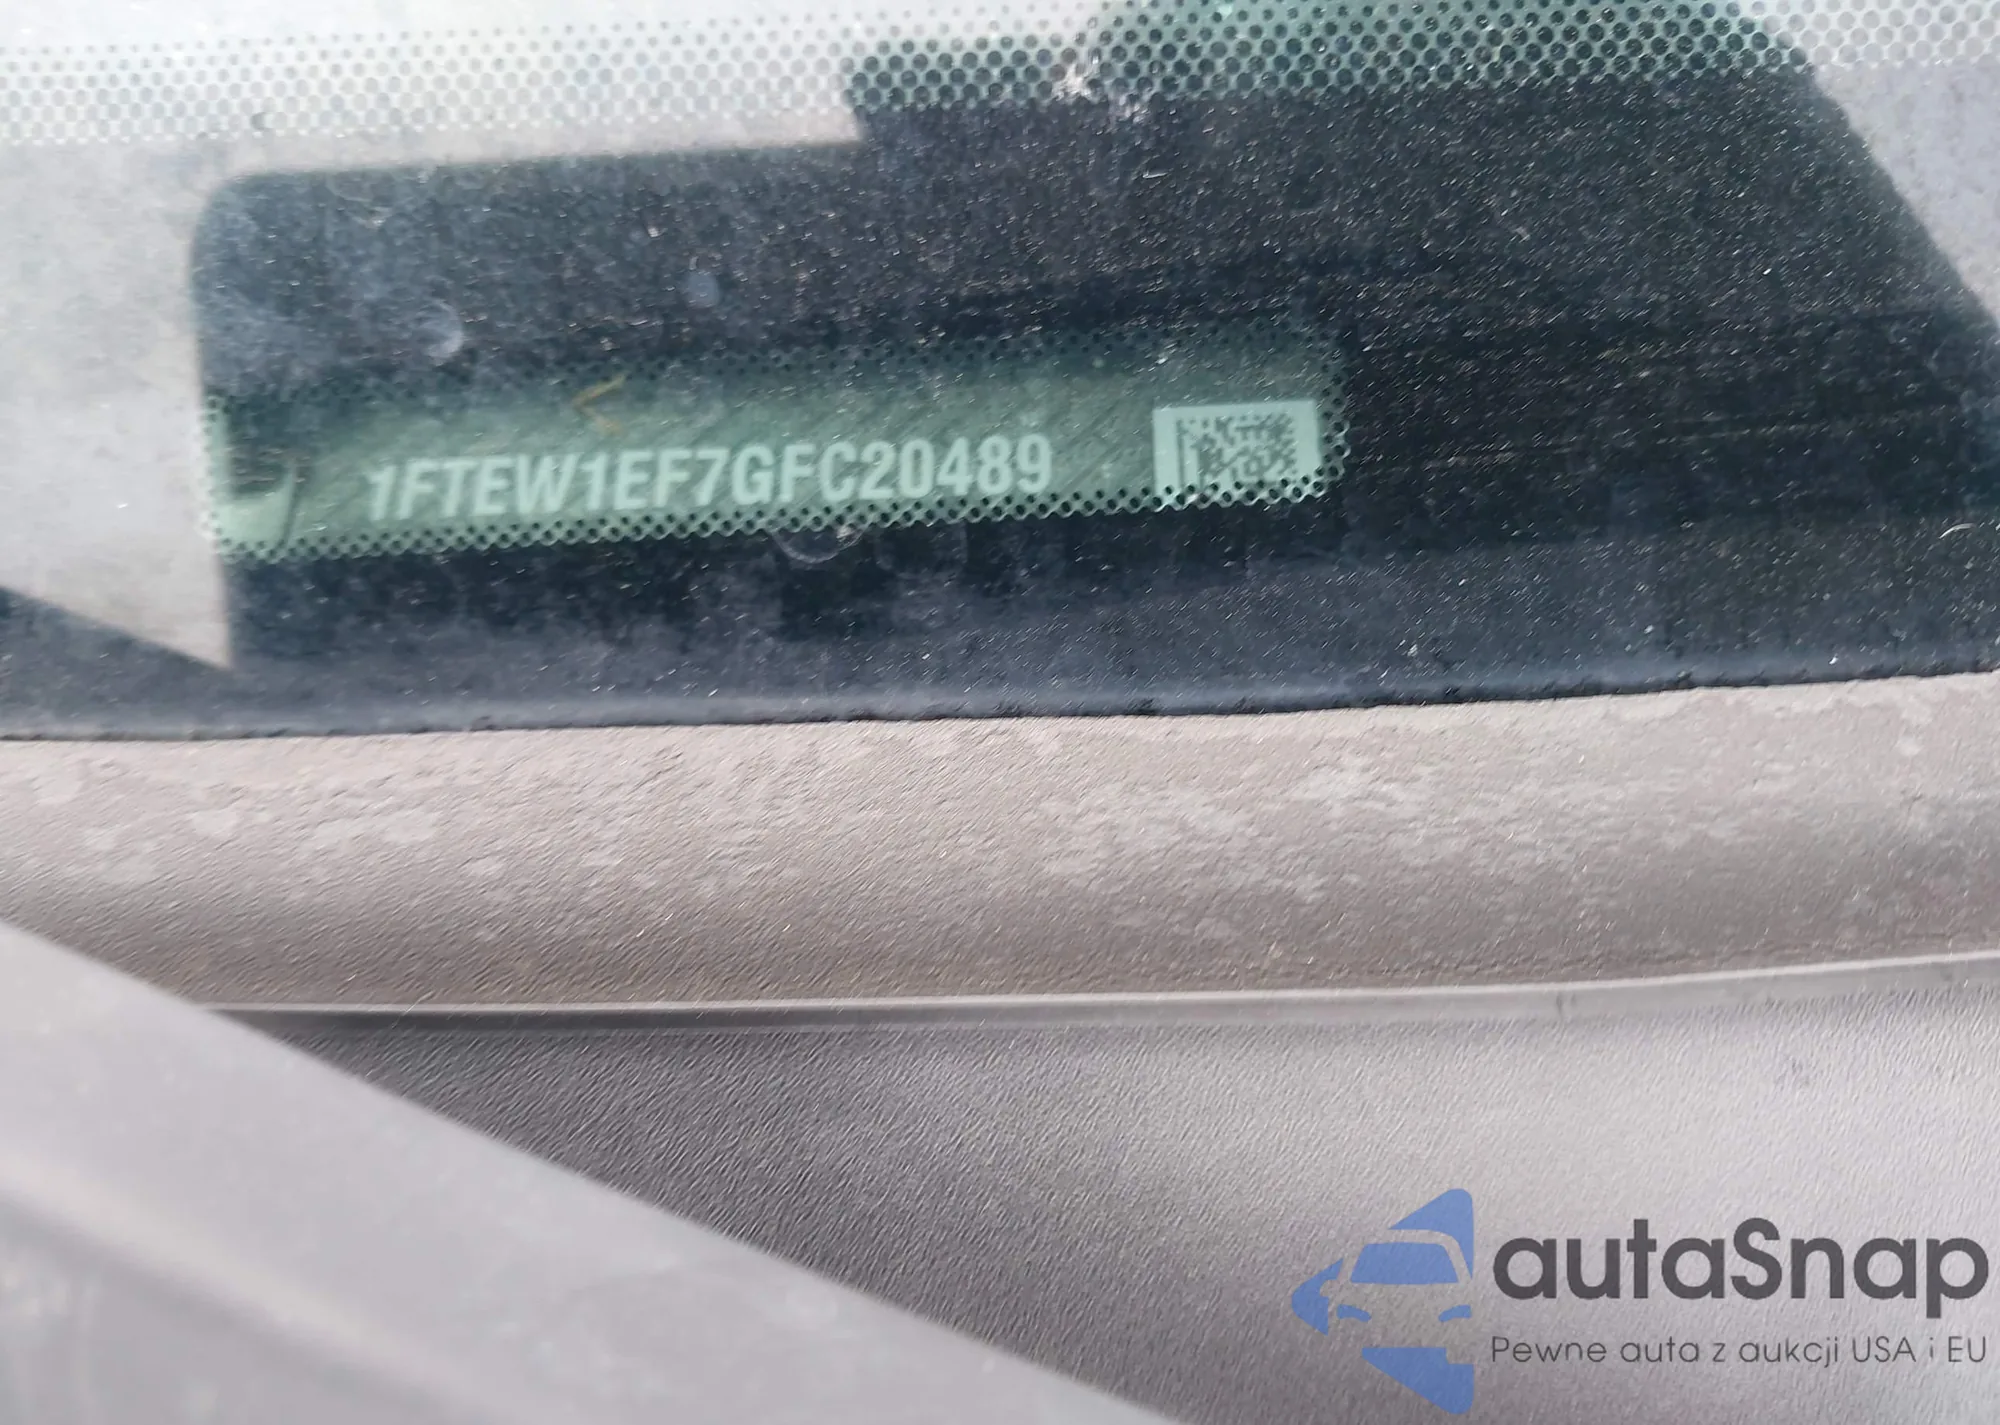 1FTEW1EF7GFC20489
autaSnap
Pewne auta z aukcji USA i EU